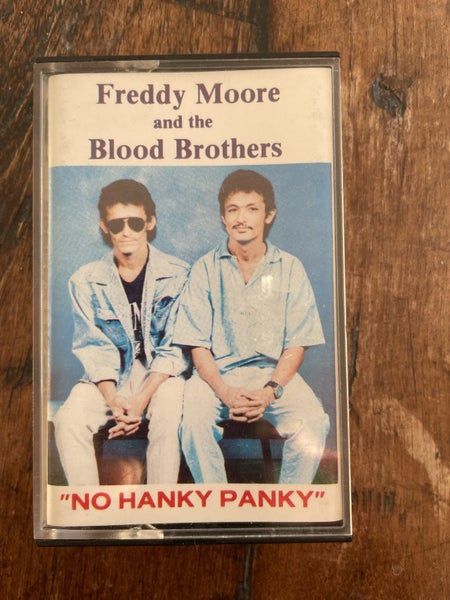 Freddy Moore
and the
Blood Brothers
"NO HANKY PANKY"